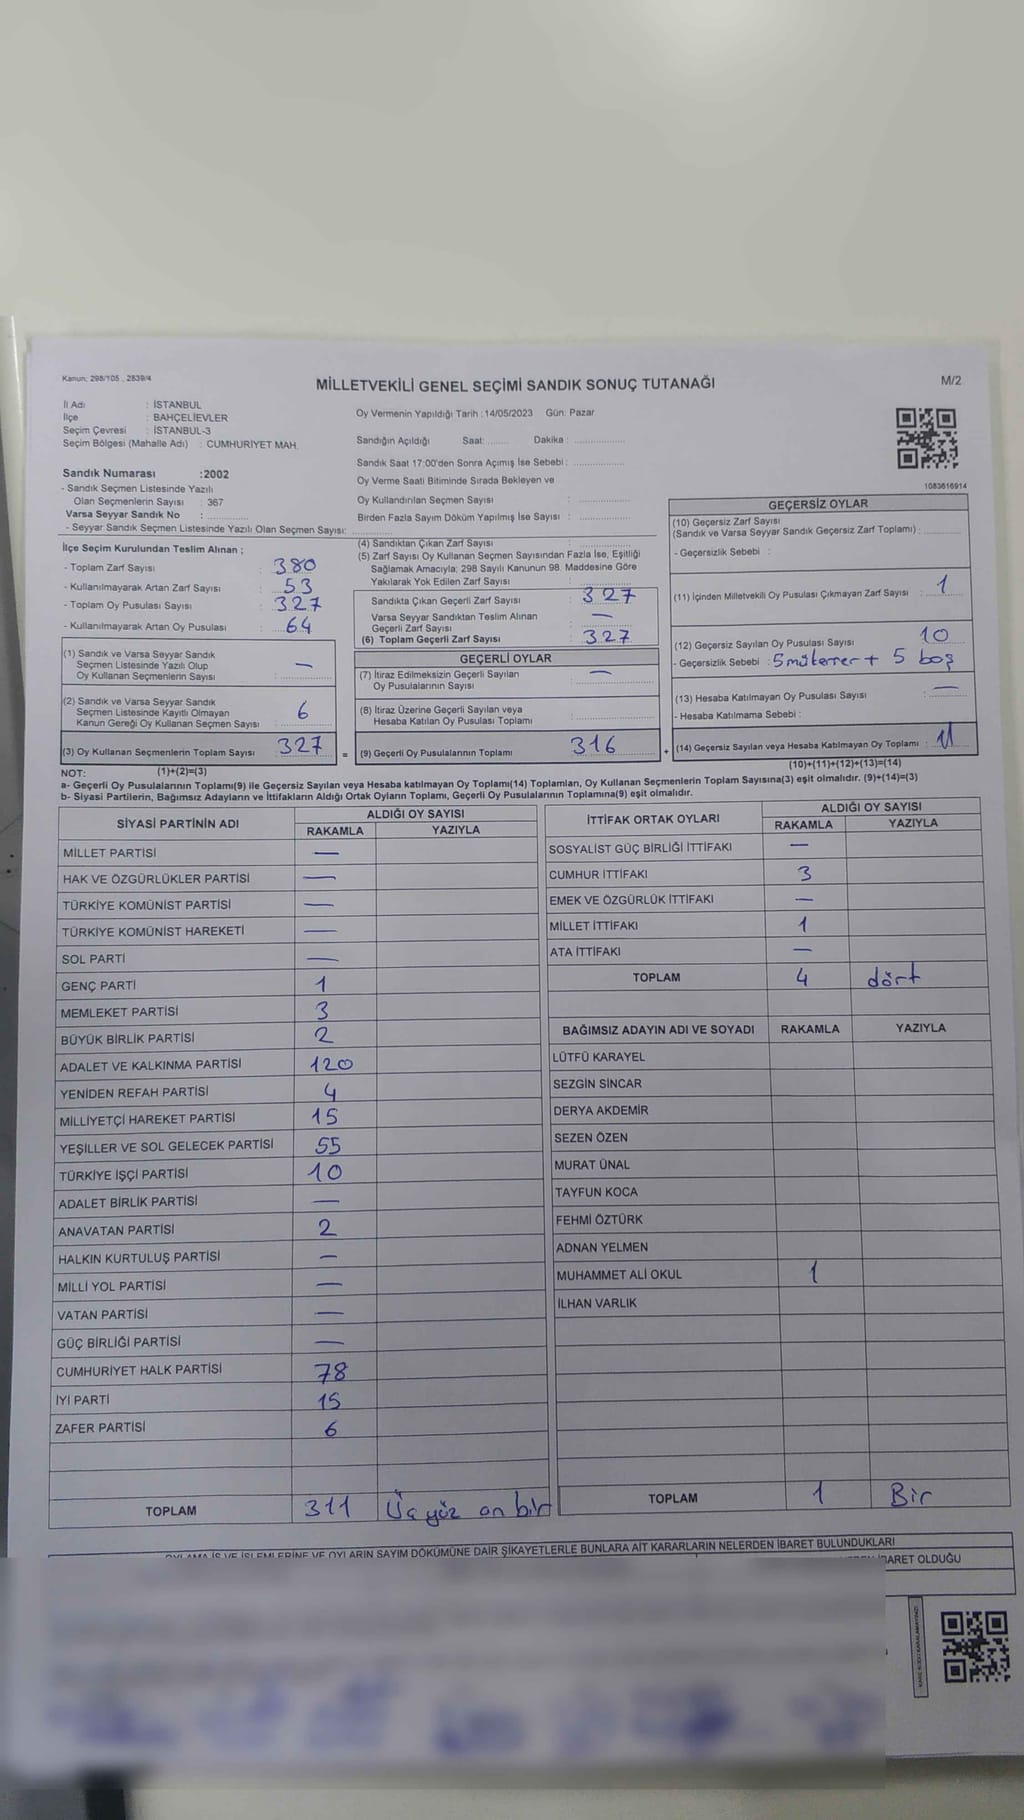 Kanun: 298/105 , 2839/4
MİLLETVEKİLİ GENEL SEÇİMİ SANDIK SONUÇ TUTANAĞI
M/2
İl Adı : İSTANBUL
İlçe : BAHÇELİEVLER
Seçim Çevresi : İSTANBUL-3
Seçim Bölgesi (Mahalle Adı) : CUMHURİYET MAH.
Sandık Numarası :2002
- Sandık Seçmen Listesinde Yazılı
Olan Seçmenlerin Sayısı : 367
Varsa Seyyar Sandık No :
- Seyyar Sandık Seçmen Listesinde Yazılı Olan Seçmen Sayısı:
Oy Vermenin Yapıldığı Tarih :14/05/2023 Gün: Pazar
Sandığın Açıldığı Saat: Dakika :
Sandık Saat 17:00'den Sonra Açımış İse Sebebi :
Oy Verme Saati Bitiminde Sırada Bekleyen ve
Oy Kullandırılan Seçmen Sayısı :
Birden Fazla Sayım Döküm Yapılmış İse Sayısı :
1083616914
İlçe Seçim Kurulundan Teslim Alınan ;
- Toplam Zarf Sayısı : 380
- Kullanılmayarak Artan Zarf Sayısı : 53
- Toplam Oy Pusulası Sayısı : 327
- Kullanılmayarak Artan Oy Pusulası : 64
(1) Sandık ve Varsa Seyyar Sandık
Seçmen Listesinde Yazılı Olup
Oy Kullanan Seçmenlerin Sayısı : —
(2) Sandık ve Varsa Seyyar Sandık
Seçmen Listesinde Kayıtlı Olmayan
Kanun Gereği Oy Kullanan Seçmen Sayısı : 6
(3) Oy Kullanan Seçmenlerin Toplam Sayısı : 327 =
(4) Sandıktan Çıkan Zarf Sayısı :
(5) Zarf Sayısı Oy Kullanan Seçmen Sayısından Fazla İse, Eşitliği
Sağlamak Amacıyla; 298 Sayılı Kanunun 98. Maddesine Göre
Yakılarak Yok Edilen Zarf Sayısı :
Sandıkta Çıkan Geçerli Zarf Sayısı : 327
Varsa Seyyar Sandıktan Teslim Alınan
Geçerli Zarf Sayısı : —
(6) Toplam Geçerli Zarf Sayısı : 327
GEÇERLİ OYLAR
(7) İtiraz Edilmeksizin Geçerli Sayılan
Oy Pusulalarının Sayısı : —
(8) İtiraz Üzerine Geçerli Sayılan veya
Hesaba Katılan Oy Pusulası Toplamı :
(9) Geçerli Oy Pusulalarının Toplamı : 316 +
GEÇERSİZ OYLAR
(10) Geçersiz Zarf Sayısı
(Sandık ve Varsa Seyyar Sandık Geçersiz Zarf Toplamı) :
- Geçersizlik Sebebi :
(11) İçinden Milletvekili Oy Pusulası Çıkmayan Zarf Sayısı : 1
(12) Geçersiz Sayılan Oy Pusulası Sayısı : 10
- Geçersizlik Sebebi : 5 mükerrer + 5 boş
(13) Hesaba Katılmayan Oy Pusulası Sayısı : —
- Hesaba Katılmama Sebebi :
(14) Geçersiz Sayılan veya Hesaba Katılmayan Oy Toplamı : 11
NOT: (1)+(2)=(3)
(10)+(11)+(12)+(13)=(14)
a- Geçerli Oy Pusulalarının Toplamı(9) ile Geçersiz Sayılan veya Hesaba katılmayan Oy Toplamı(14) Toplamları, Oy Kullanan Seçmenlerin Toplam Sayısına(3) eşit olmalıdır. (9)+(14)=(3)
b- Siyasi Partilerin, Bağımsız Adayların ve İttifakların Aldığı Ortak Oyların Toplamı, Geçerli Oy Pusulalarının Toplamına(9) eşit olmalıdır.
SİYASİ PARTİNİN ADI
ALDIĞI OY SAYISI
RAKAMLA YAZIYLA
MİLLET PARTİSİ —
HAK VE ÖZGÜRLÜKLER PARTİSİ —
TÜRKİYE KOMÜNİST PARTİSİ —
TÜRKİYE KOMÜNİST HAREKETİ —
SOL PARTİ —
GENÇ PARTİ 1
MEMLEKET PARTİSİ 3
BÜYÜK BİRLİK PARTİSİ 2
ADALET VE KALKINMA PARTİSİ 120
YENİDEN REFAH PARTİSİ 4
MİLLİYETÇİ HAREKET PARTİSİ 15
YEŞİLLER VE SOL GELECEK PARTİSİ 55
TÜRKİYE İŞÇİ PARTİSİ 10
ADALET BİRLİK PARTİSİ —
ANAVATAN PARTİSİ 2
HALKIN KURTULUŞ PARTİSİ —
MİLLİ YOL PARTİSİ —
VATAN PARTİSİ —
GÜÇ BİRLİĞİ PARTİSİ —
CUMHURİYET HALK PARTİSİ 78
İYİ PARTİ 15
ZAFER PARTİSİ 6
TOPLAM 311 Üç yüz on bir
İTTİFAK ORTAK OYLARI
ALDIĞI OY SAYISI
RAKAMLA YAZIYLA
SOSYALİST GÜÇ BİRLİĞİ İTTİFAKI —
CUMHUR İTTİFAKI 3
EMEK VE ÖZGÜRLÜK İTTİFAKI —
MİLLET İTTİFAKI 1
ATA İTTİFAKI —
TOPLAM 4 dört
BAĞIMSIZ ADAYIN ADI VE SOYADI RAKAMLA YAZIYLA
LÜTFÜ KARAYEL
SEZGİN SİNCAR
DERYA AKDEMİR
SEZEN ÖZEN
MURAT ÜNAL
TAYFUN KOCA
FEHMİ ÖZTÜRK
ADNAN YELMEN
MUHAMMET ALİ OKUL 1
İLHAN VARLIK
TOPLAM 1 Bir
OYLAMA İŞ VE İŞLEMLERİNE VE OYLARIN SAYIM DÖKÜMÜNE DAİR ŞİKAYETLERLE BUNLARA AİT KARARLARIN NELERDEN İBARET BULUNDUKLARI
İBARET OLDUĞU